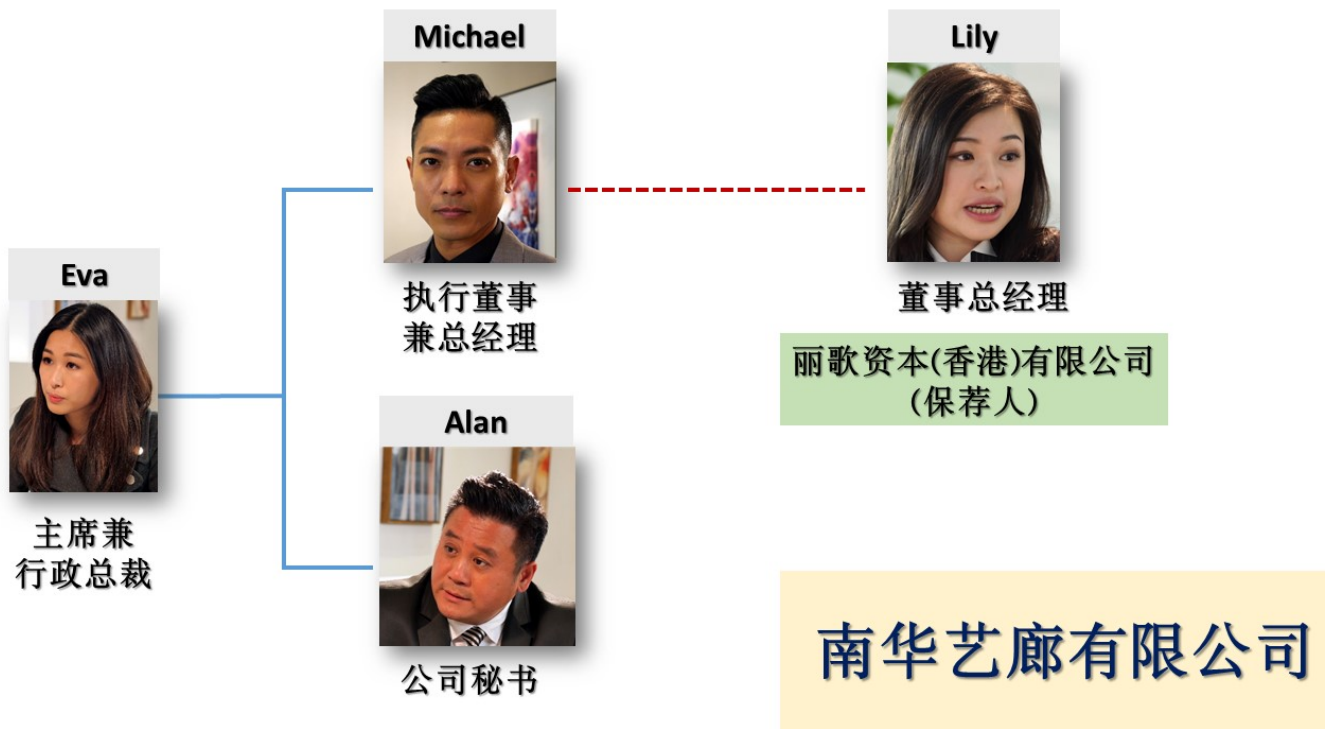 Michael
执行董事
兼总经理
Lily
董事总经理
丽歌资本(香港)有限公司
(保荐人)
Eva
主席兼
行政总裁
Alan
公司秘书
南华艺廊有限公司